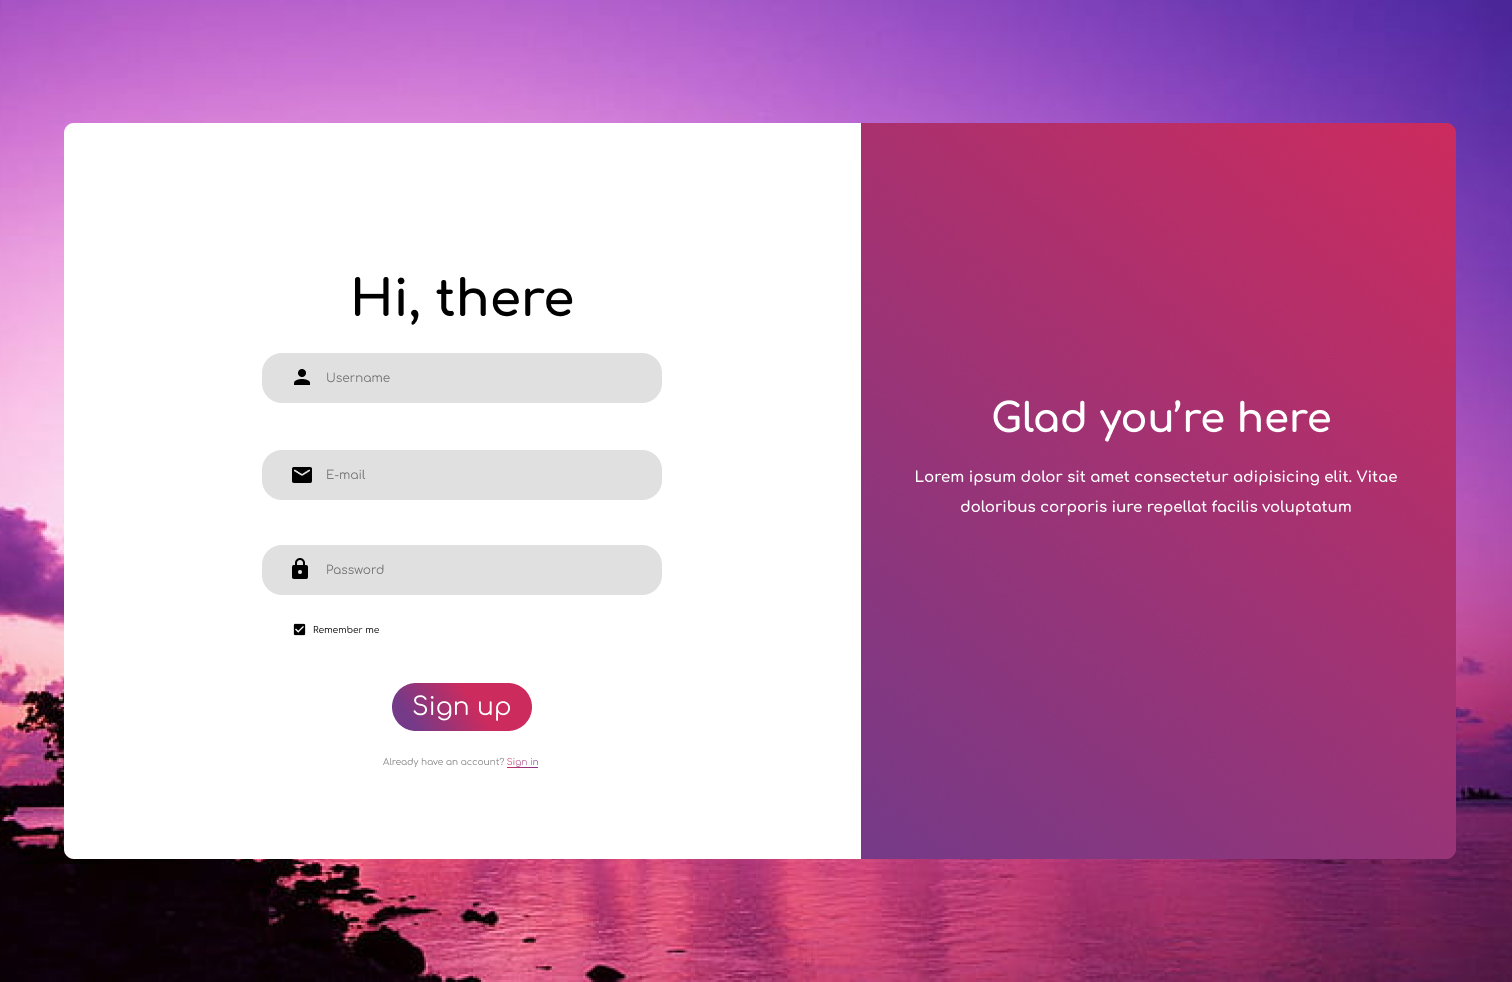 Hi, there
Username
E-mail
Password
Remember me
Sign up
Already have an account? Sign in
Glad you’re here
Lorem ipsum dolor sit amet consectetur adipisicing elit. Vitae
doloribus corporis iure repellat facilis voluptatum